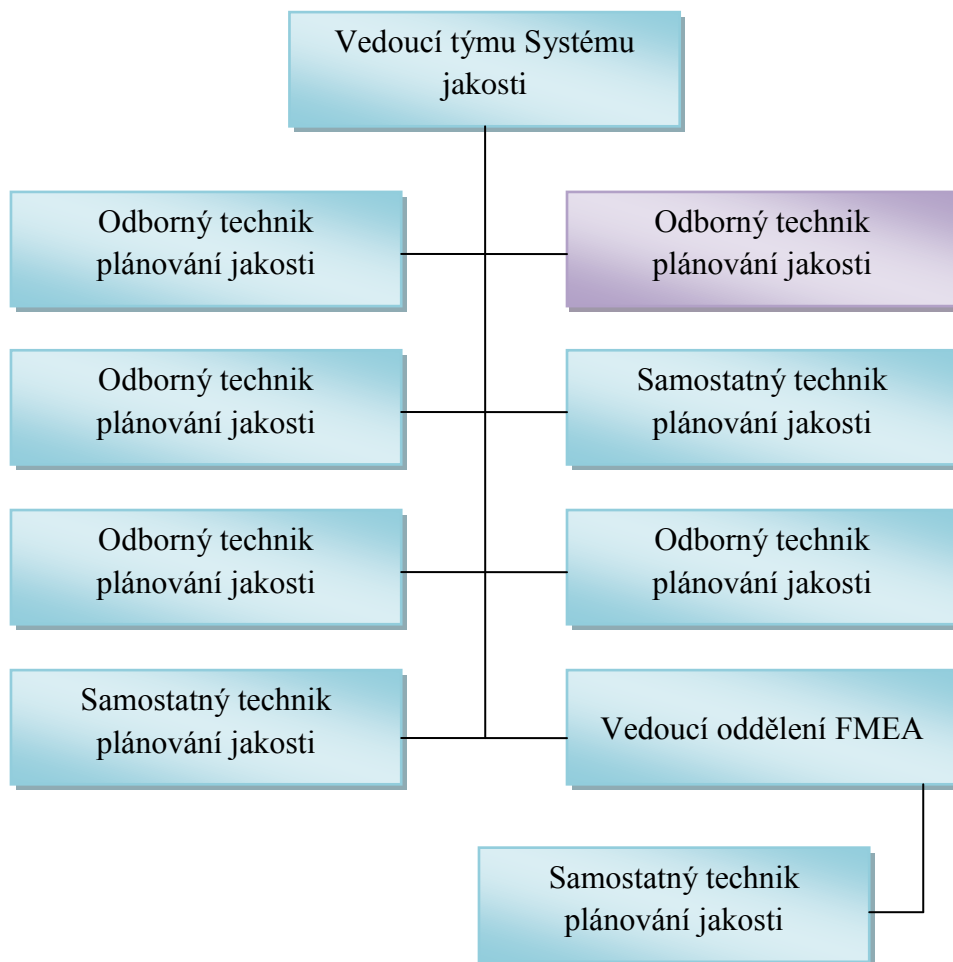 Vedoucí týmu Systému
jakosti
Odborný technik
plánování jakosti
Odborný technik
plánování jakosti
Odborný technik
plánování jakosti
Samostatný technik
plánování jakosti
Odborný technik
plánování jakosti
Odborný technik
plánování jakosti
Samostatný technik
plánování jakosti
Vedoucí oddělení FMEA
Samostatný technik
plánování jakosti